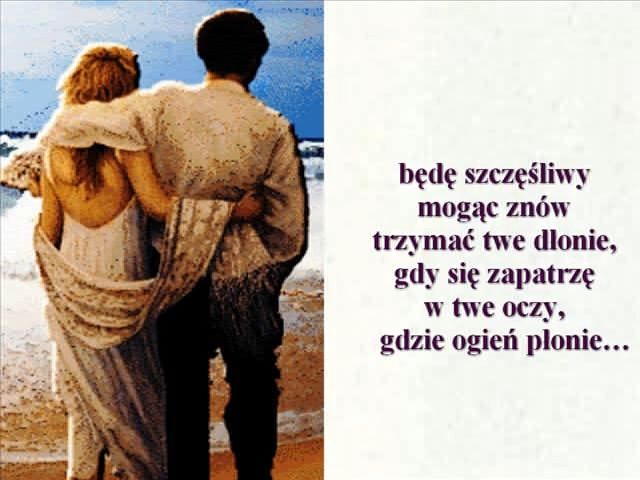 będę szczęśliwy
mogąc znów
trzymać twe dłonie,
gdy się zapatrzę
w twe oczy,
gdzie ogień płonie…